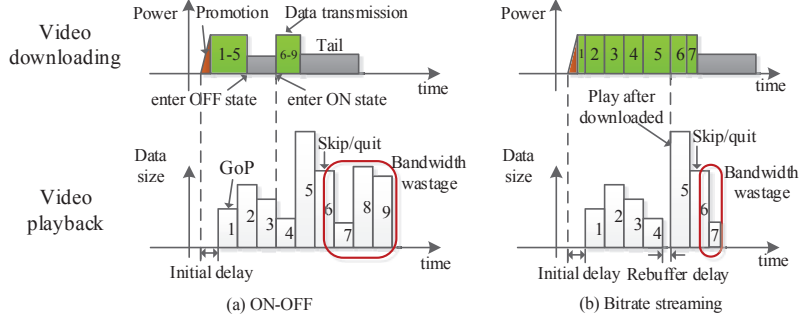 Video
downloading
Power
Promotion
Data transmission
1-5
6-9
Tail
enter OFF state
enter ON state
time
Video
playback
Data
size
GoP
Skip/quit
Bandwidth
wastage
1
2
3
4
5
6
7
8
9
Initial delay
time
(a) ON-OFF
Power
1
2
3
4
5
6
7
time
Play after
downloaded
Skip/quit
Data
size
Bandwidth
wastage
1
2
3
4
5
6
7
Initial delay
Rebuffer delay
time
(b) Bitrate streaming